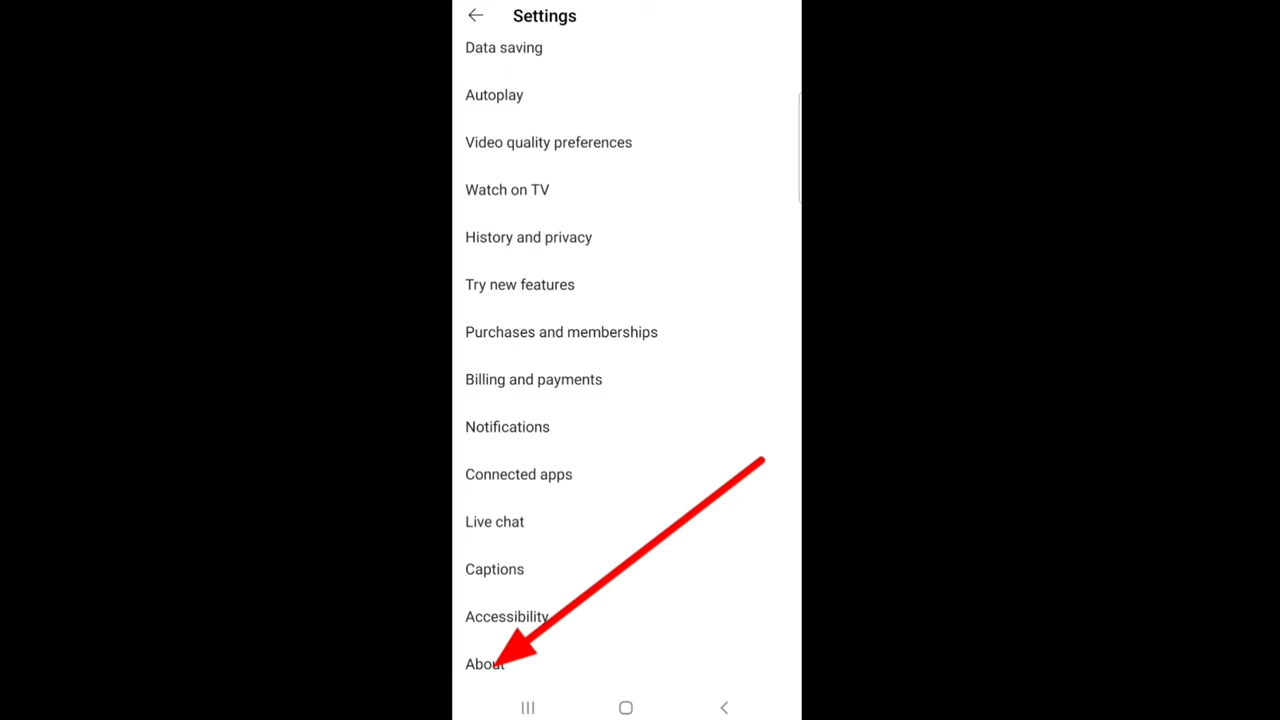 Settings
Data saving
Autoplay
Video quality preferences
Watch on TV
History and privacy
Try new features
Purchases and memberships
Billing and payments
Notifications
Connected apps
Live chat
Captions
Accessibility
About